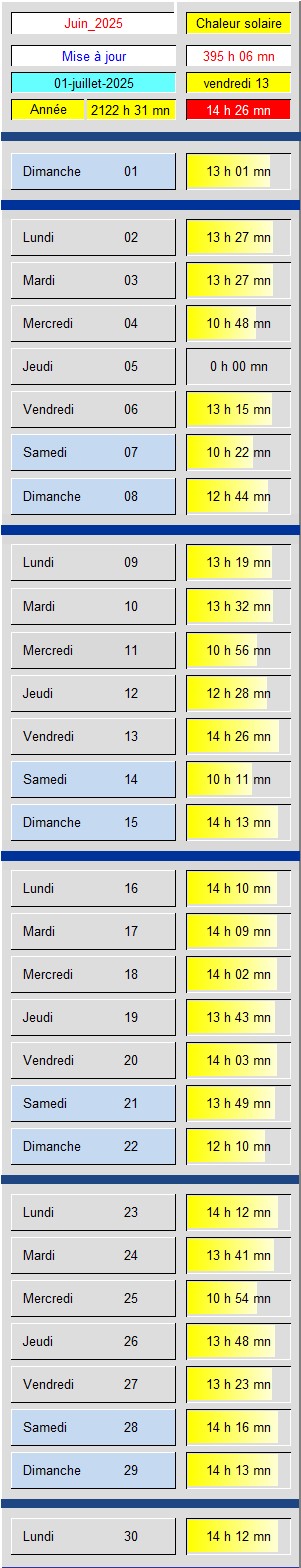 Juin_2025 Chaleur solaire
Mise à jour 395 h 06 mn
01-juillet-2025 vendredi 13
Année 2122 h 31 mn 14 h 26 mn
Dimanche 01 13 h 01 mn
Lundi 02 13 h 27 mn
Mardi 03 13 h 27 mn
Mercredi 04 10 h 48 mn
Jeudi 05 0 h 00 mn
Vendredi 06 13 h 15 mn
Samedi 07 10 h 22 mn
Dimanche 08 12 h 44 mn
Lundi 09 13 h 19 mn
Mardi 10 13 h 32 mn
Mercredi 11 10 h 56 mn
Jeudi 12 12 h 28 mn
Vendredi 13 14 h 26 mn
Samedi 14 10 h 11 mn
Dimanche 15 14 h 13 mn
Lundi 16 14 h 10 mn
Mardi 17 14 h 09 mn
Mercredi 18 14 h 02 mn
Jeudi 19 13 h 43 mn
Vendredi 20 14 h 03 mn
Samedi 21 13 h 49 mn
Dimanche 22 12 h 10 mn
Lundi 23 14 h 12 mn
Mardi 24 13 h 41 mn
Mercredi 25 10 h 54 mn
Jeudi 26 13 h 48 mn
Vendredi 27 13 h 23 mn
Samedi 28 14 h 16 mn
Dimanche 29 14 h 13 mn
Lundi 30 14 h 12 mn